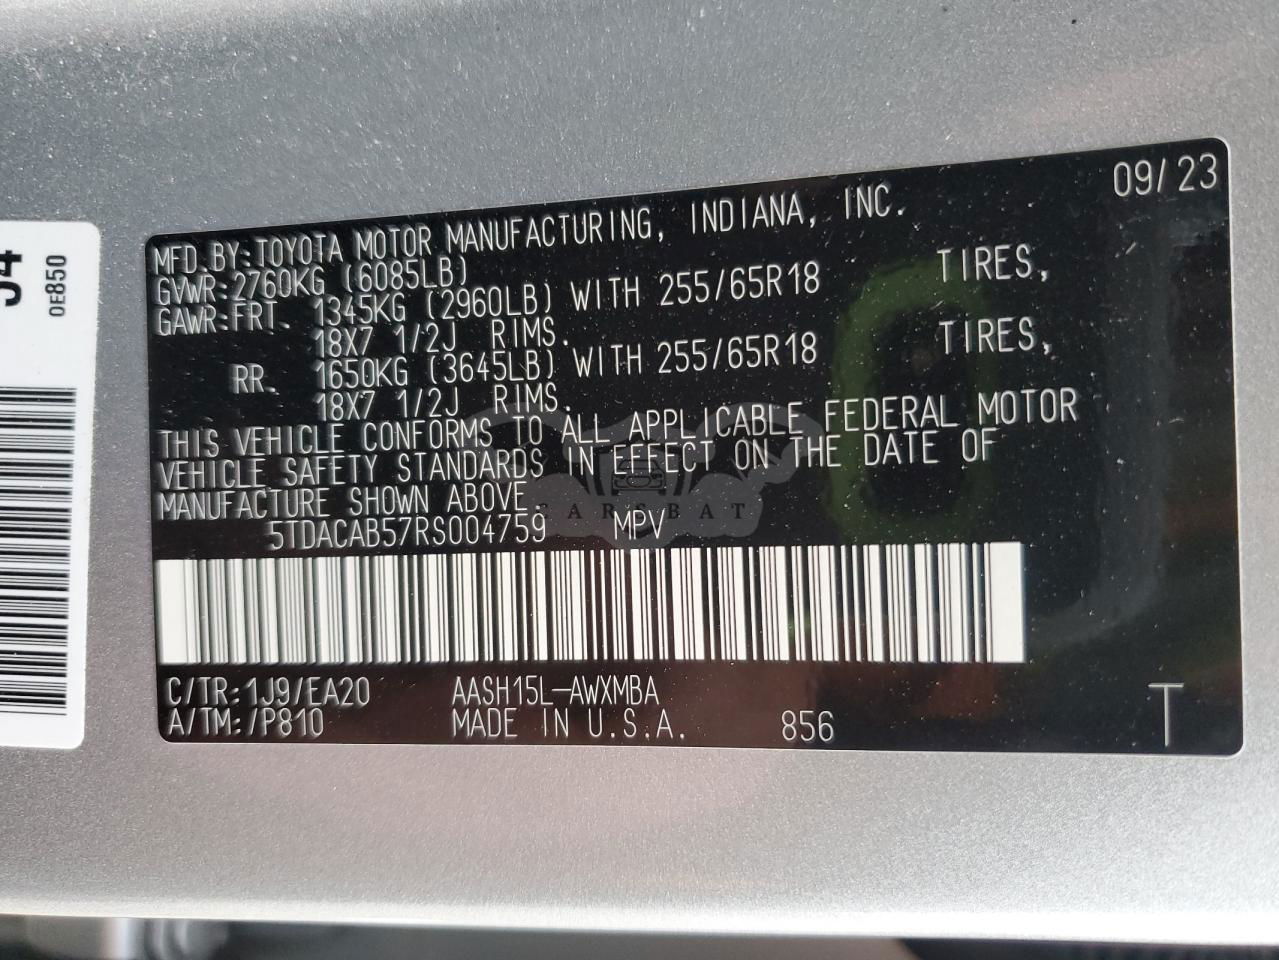 09/23
MFD.BY:TOYOTA MOTOR MANUFACTURING, INDIANA, INC.
GVWR:2760KG (6085LB)
GAWR:FRT. 1345KG (2960LB) WITH 255/65R18 TIRES,
18X7 1/2J RIMS.
RR. 1650KG (3645LB) WITH 255/65R18 TIRES,
18X7 1/2J RIMS.
THIS VEHICLE CONFORMS TO ALL APPLICABLE FEDERAL MOTOR
VEHICLE SAFETY STANDARDS IN EFFECT ON THE DATE OF
MANUFACTURE SHOWN ABOVE.
5TDACAB57RS004759 MPV
C/TR:1J9/EA20 AASH15L-AWXMBA
A/TM:/P810 MADE IN U.S.A. 856 T
0E850
CARSBAT